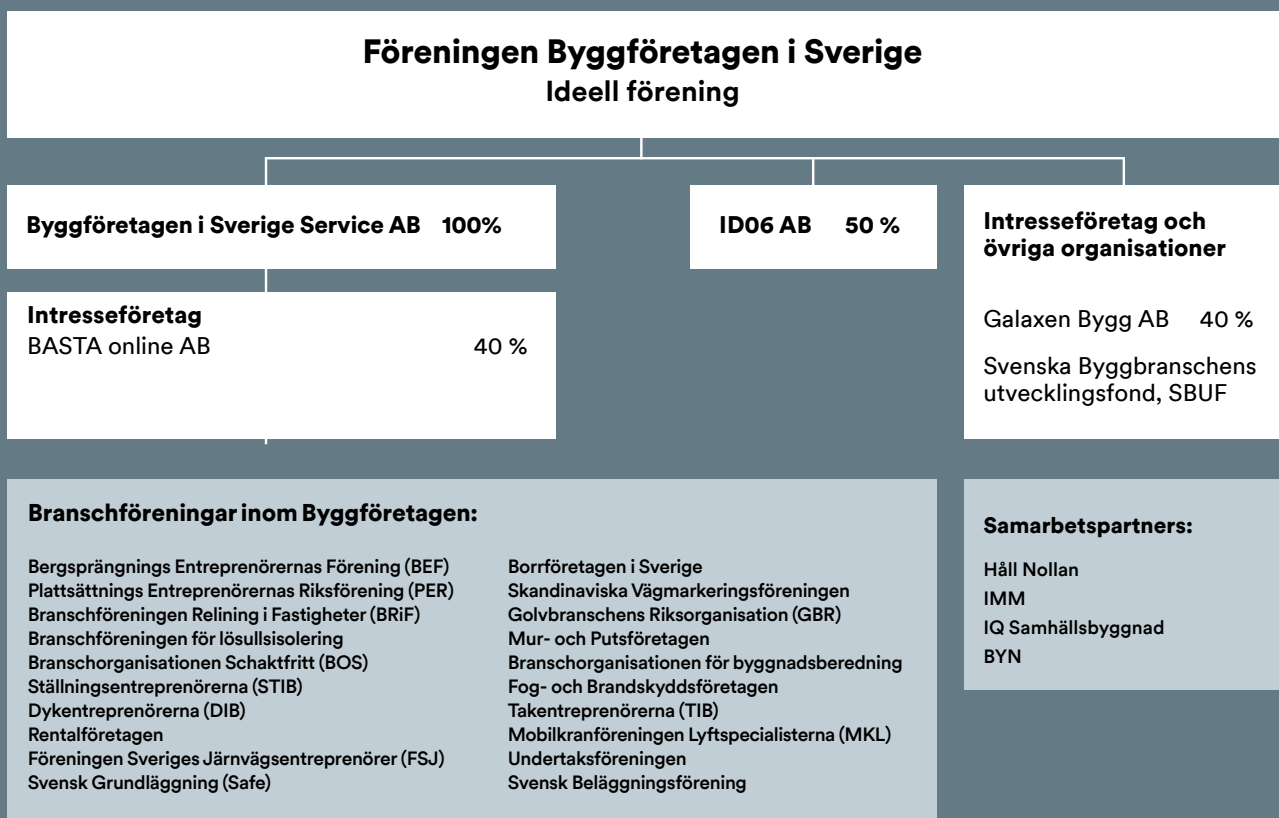 Föreningen Byggföretagen i Sverige
Ideell förening
Byggföretagen i Sverige Service AB 100%
Intresseföretag
BASTA online AB 40 %
ID06 AB 50 %
Intresseföretag och
övriga organisationer
Galaxen Bygg AB 40 %
Svenska Byggbranschens
utvecklingsfond, SBUF
Branschföreningar inom Byggföretagen:
Bergsprängnings Entreprenörernas Förening (BEF)
Plattsättnings Entreprenörernas Riksförening (PER)
Branschföreningen Relining i Fastigheter (BRiF)
Branschföreningen för lösullsisolering
Branschorganisationen Schaktfritt (BOS)
Ställningsentreprenörerna (STIB)
Dykentreprenörerna (DIB)
Rentalföretagen
Föreningen Sveriges Järnvägsentreprenörer (FSJ)
Svensk Grundläggning (Safe)
Borrföretagen i Sverige
Skandinaviska Vägmarkeringsföreningen
Golvbranschens Riksorganisation (GBR)
Mur- och Putsföretagen
Branschorganisationen för byggnadsberedning
Fog- och Brandskyddsföretagen
Takentreprenörerna (TIB)
Mobilkranföreningen Lyftspecialisterna (MKL)
Undertaksföreningen
Svensk Beläggningsförening
Samarbetspartners:
Håll Nollan
IMM
IQ Samhällsbyggnad
BYN